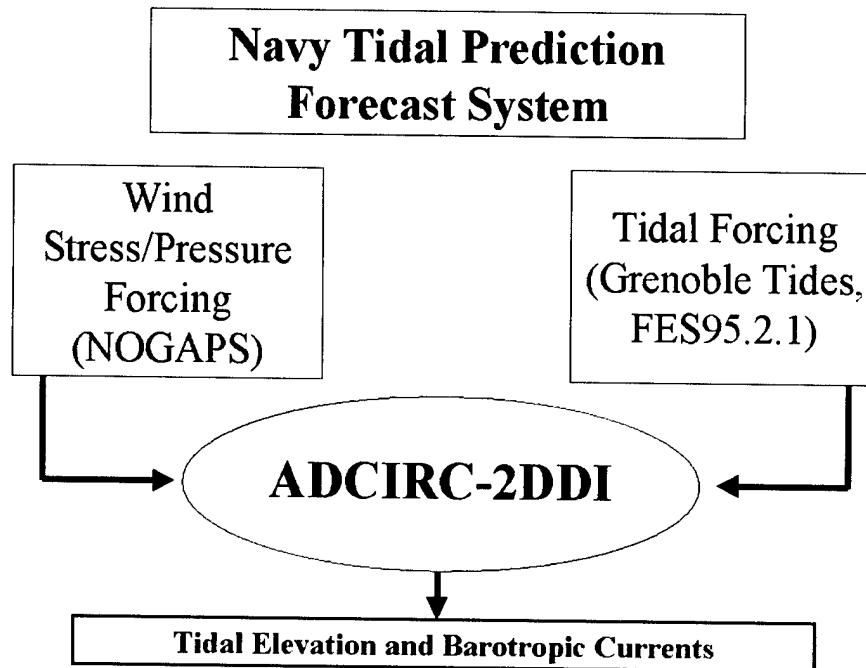 Navy Tidal Prediction
Forecast System
Wind
Stress/Pressure
Forcing
(NOGAPS)
Tidal Forcing
(Grenoble Tides,
FES95.2.1)
ADCIRC-2DDI
Tidal Elevation and Barotropic Currents